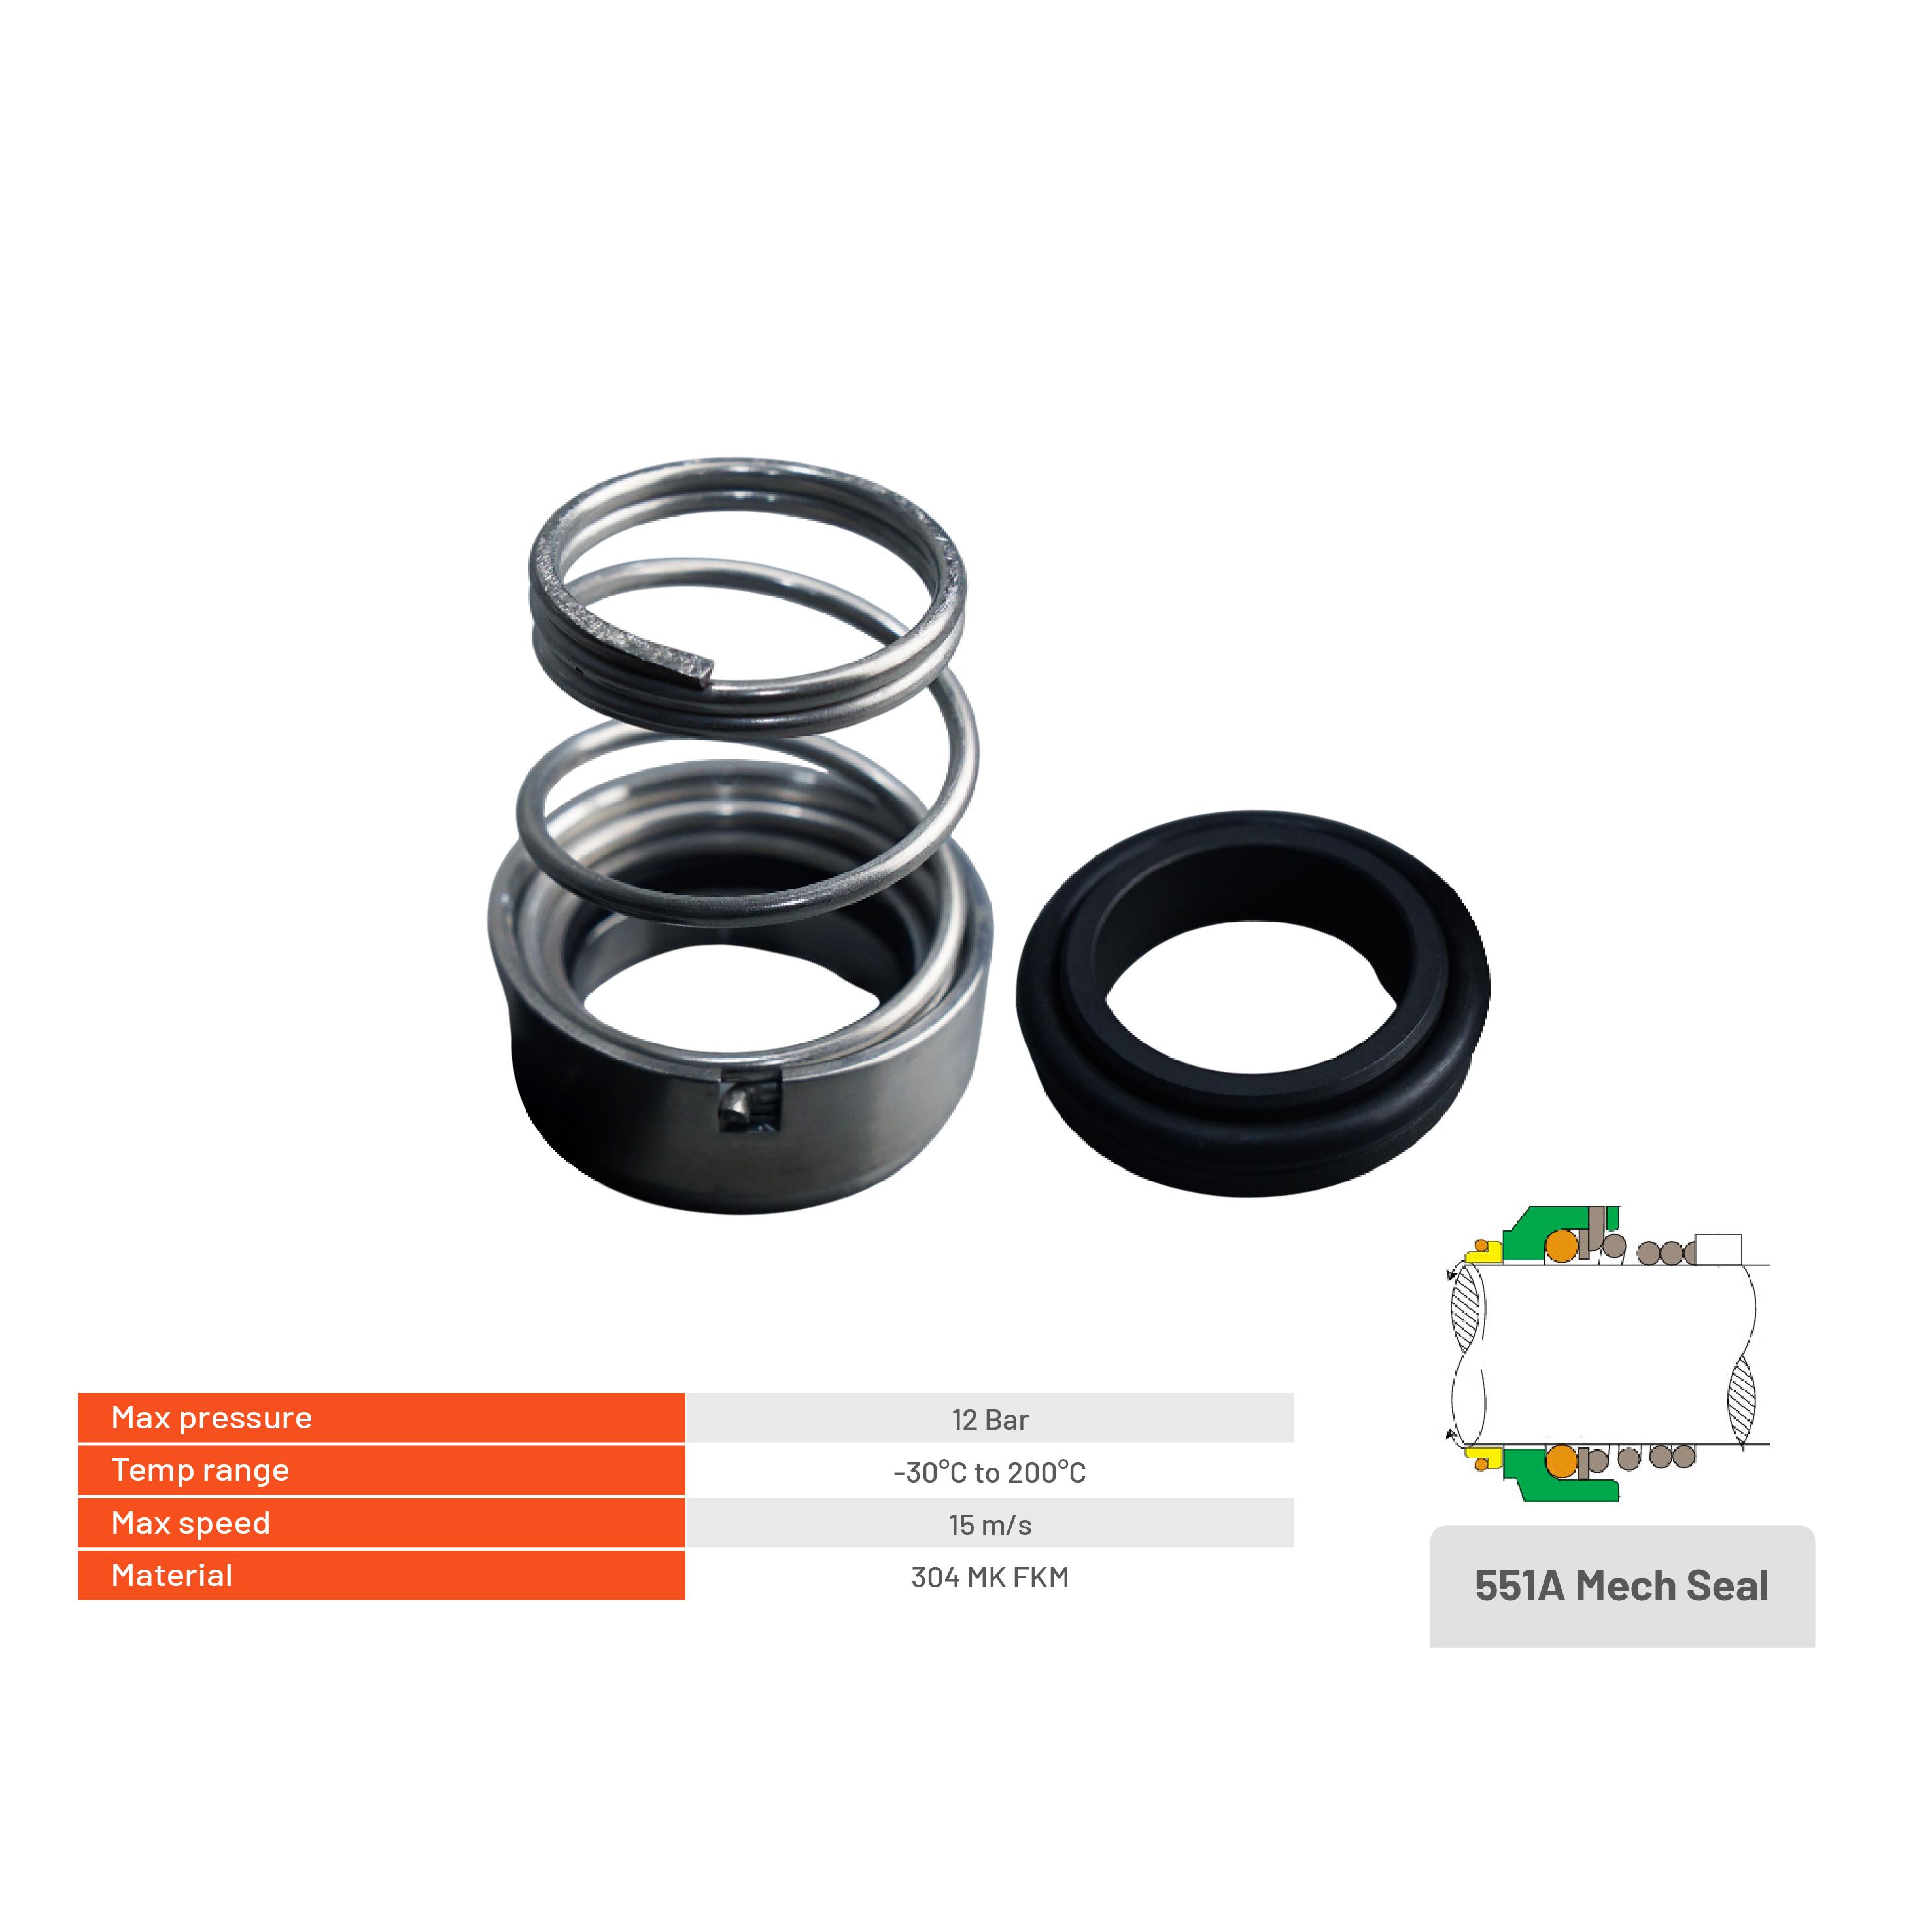 Max pressure 12 Bar
Temp range -30°C to 200°C
Max speed 15 m/s
Material 304 MK FKM
551A Mech Seal